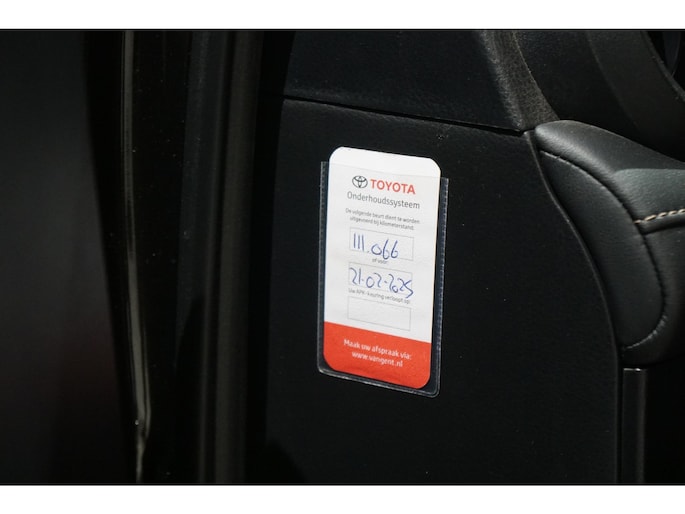 TOYOTA
Onderhoudssysteem
De volgende beurt dient te worden
uitgevoerd bij kilometerstand:
111.066
of voor:
21-02-2025
Uw APK-keuring verloopt op:
Maak uw afspraak via:
www.vangent.nl